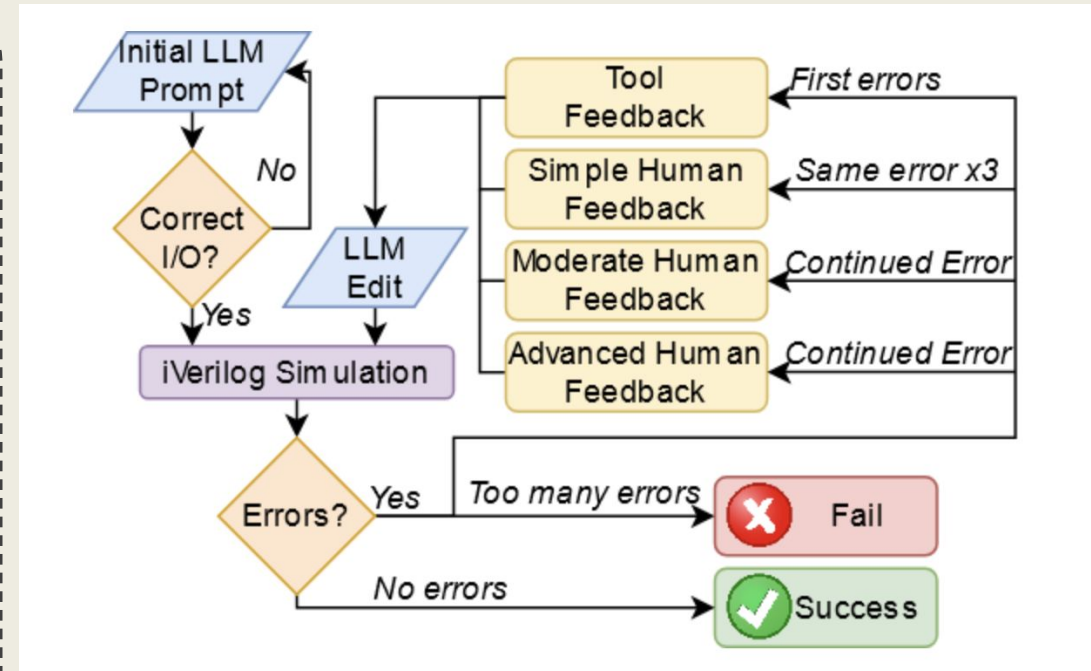 Initial LLM
Prompt
No
Correct
I/O?
Yes
LLM
Edit
iVerilog Simulation
Tool
Feedback
First errors
Simple Human
Feedback
Same error x3
Moderate Human
Feedback
Continued Error
Advanced Human
Feedback
Continued Error
Errors?
Yes
Too many errors
Fail
No errors
Success